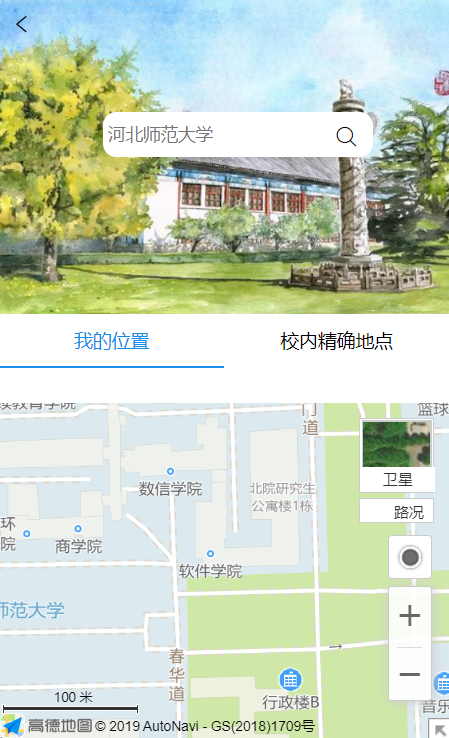 河北师范大学
我的位置
校内精确地点
续教育学院
门
道
篮球
卫星
路况
数信学院
北院研究生
公寓楼1栋
环
院
商学院
软件学院
师范大学
春
华
道
行政楼B
音乐
100 米
高德地图 © 2019 AutoNavi - GS(2018)1709号